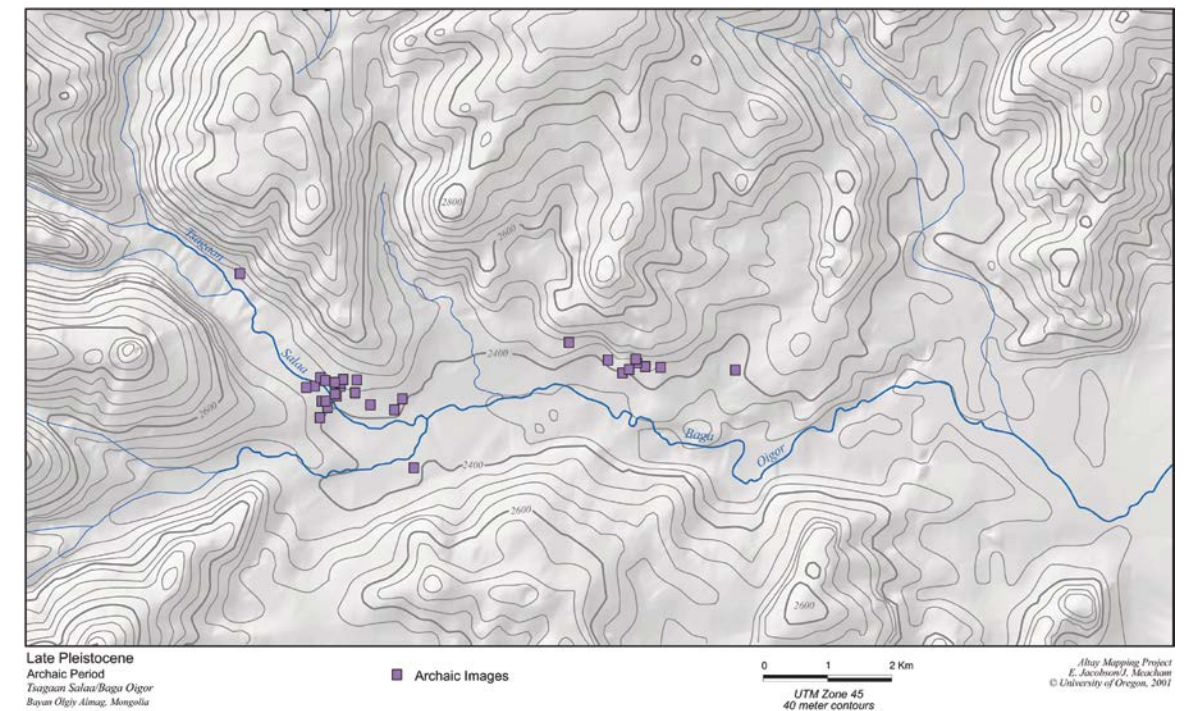 2800
2600
Tsagaan
Salaa
2400
2600
2400
Baga
Oigor
2600
2600
Late Pleistocene
Archaic Period
Tsagaan Salaa/Baga Oigor
Bayan Ölgiy Aimag, Mongolia
Archaic Images
0 1 2 Km
UTM Zone 45
40 meter contours
Altay Mapping Project
E. Jacobson/J. Meacham
© University of Oregon, 2001